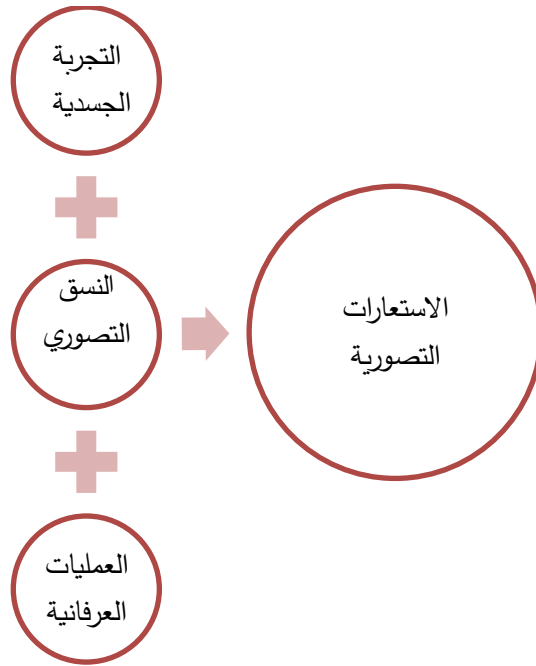 التجربة
الجسدية
النسق
التصوري
الاستعارات
التصورية
العمليات
العرفانية